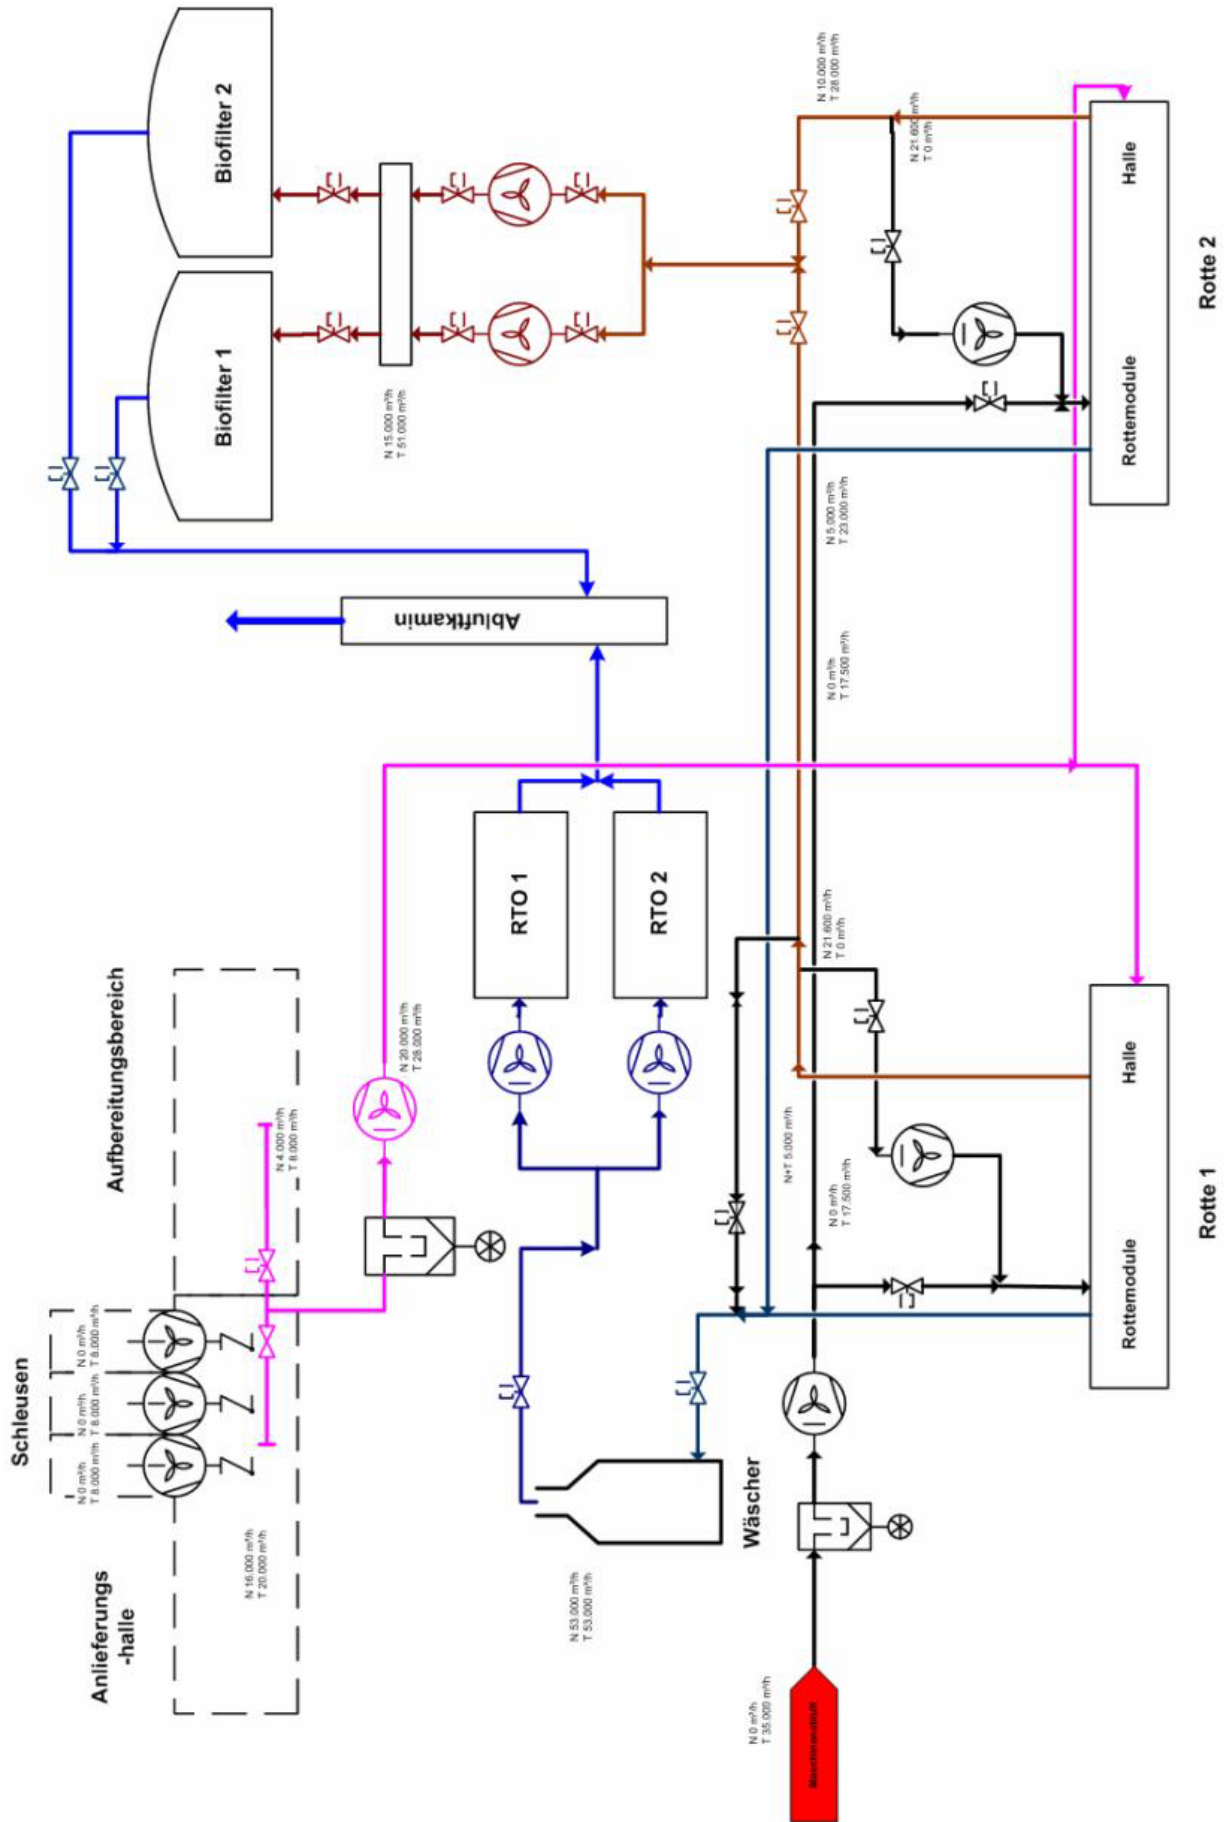 Biofilter 2
Biofilter 1
N 15.000 m³/h
T 51.000 m³/h
N 10.000 m³/h
T 28.000 m³/h
N 21.600 m³/h
T 0 m³/h
Halle
Rottemodule
Rotte 2
N 5.000 m³/h
T 23.000 m³/h
N 0 m³/h
T 17.500 m³/h
Abluftkamin
RTO 1
RTO 2
N 21.600 m³/h
T 0 m³/h
Aufbereitungsbereich
N 4.000 m³/h
T 8.000 m³/h
N 20.000 m³/h
T 28.000 m³/h
N+T 5.000 m³/h
N 0 m³/h
T 17.500 m³/h
Halle
Rottemodule
Rotte 1
Schleusen
N 0 m³/h
T 8.000 m³/h
N 0 m³/h
T 8.000 m³/h
N 0 m³/h
T 8.000 m³/h
Anlieferungs
-halle
N 16.000 m³/h
T 20.000 m³/h
Wäscher
N 53.000 m³/h
T 53.000 m³/h
N 0 m³/h
T 35.000 m³/h
Maschinenabluft